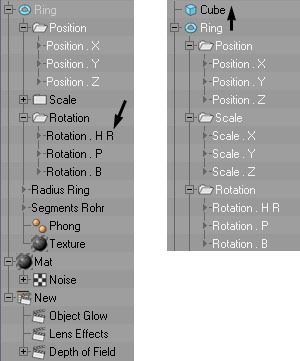 Ring
Position
Position . X
Position . Y
Position . Z
Scale
Rotation
Rotation . H R
Rotation . P
Rotation . B
Radius Ring
Segments Rohr
Phong
Texture
Mat
Noise
New
Object Glow
Lens Effects
Depth of Field
Cube
Ring
Position
Position . X
Position . Y
Position . Z
Scale
Scale . X
Scale . Y
Scale . Z
Rotation
Rotation . H R
Rotation . P
Rotation . B